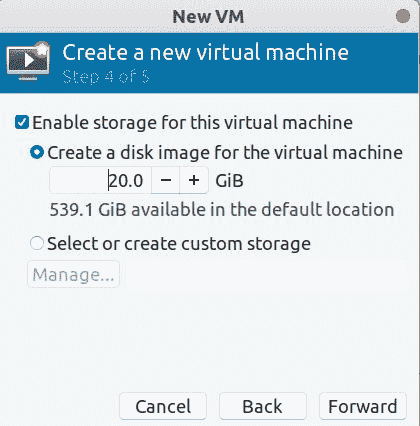 New VM
Create a new virtual machine
Step 4 of 5
Enable storage for this virtual machine
Create a disk image for the virtual machine
20.0 − + GiB
539.1 GiB available in the default location
Select or create custom storage
Manage...
Cancel Back Forward